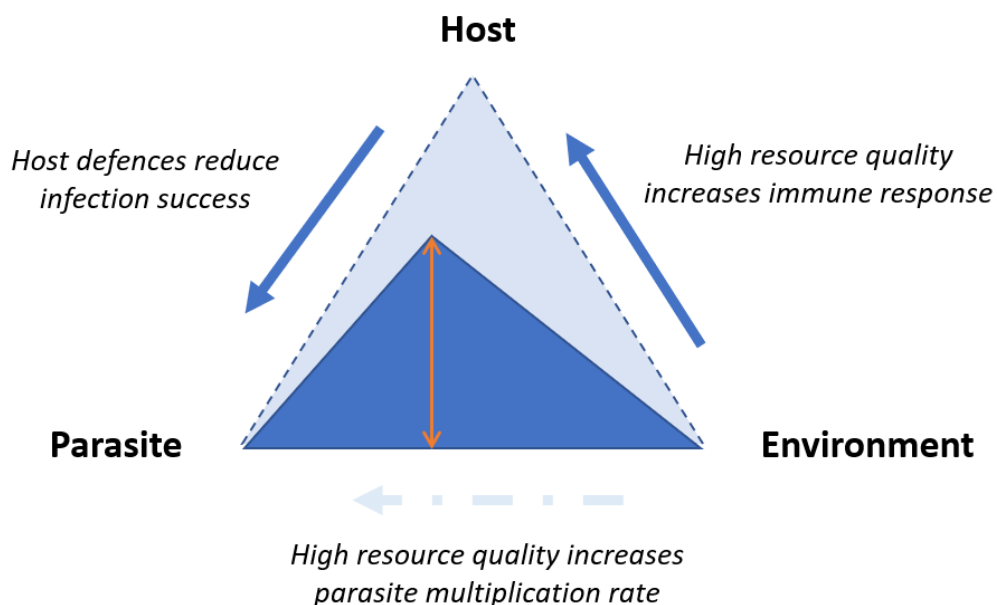 Host
Host defences reduce
infection success
High resource quality
increases immune response
Parasite
Environment
High resource quality increases
parasite multiplication rate